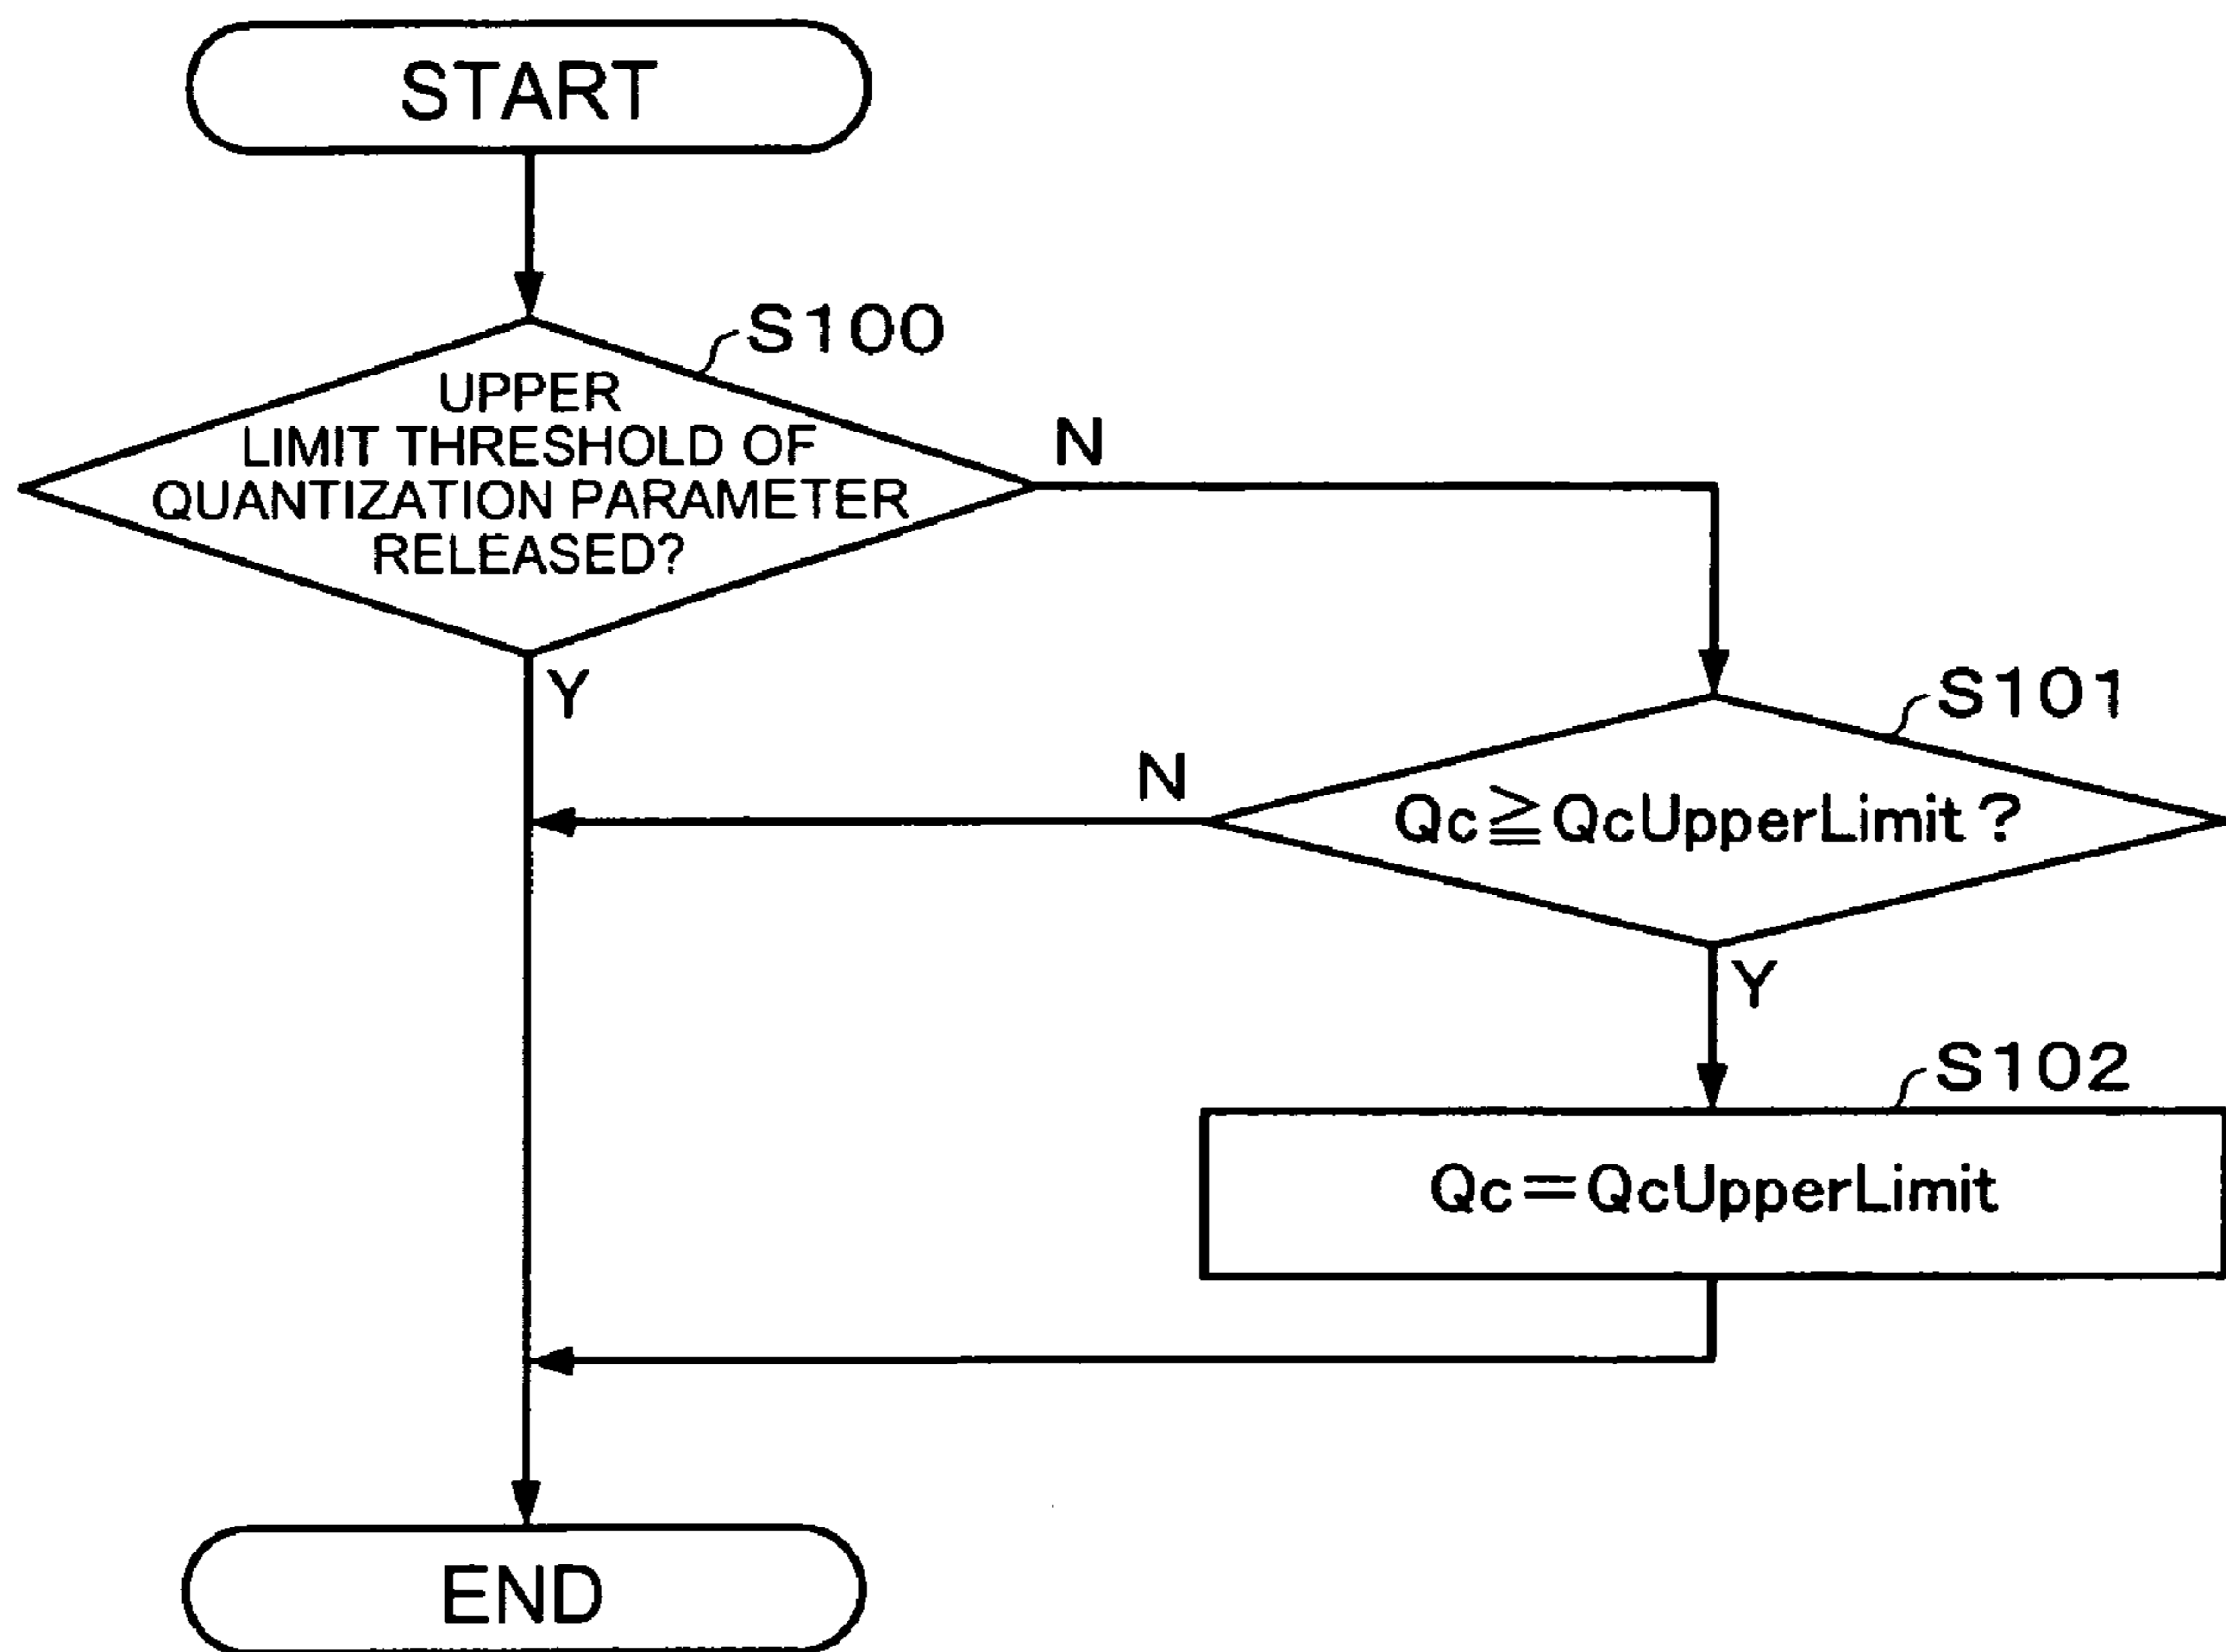 START
S100
UPPER
LIMIT THRESHOLD OF
QUANTIZATION PARAMETER
RELEASED?
N
Y
S101
N
Qc≧QcUpperLimit?
Y
S102
Qc=QcUpperLimit
END